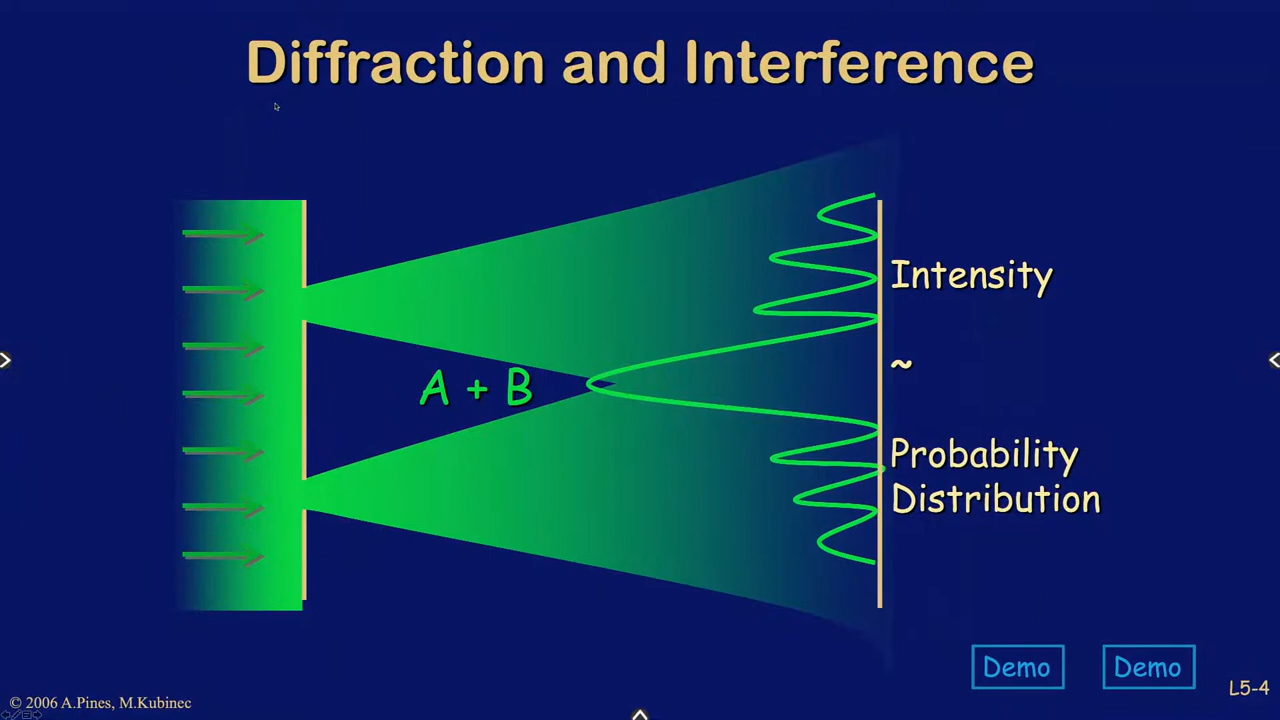 Diffraction and Interference
A + B
Intensity
~
Probability
Distribution
Demo
Demo
© 2006 A.Pines, M.Kubinec
L5-4